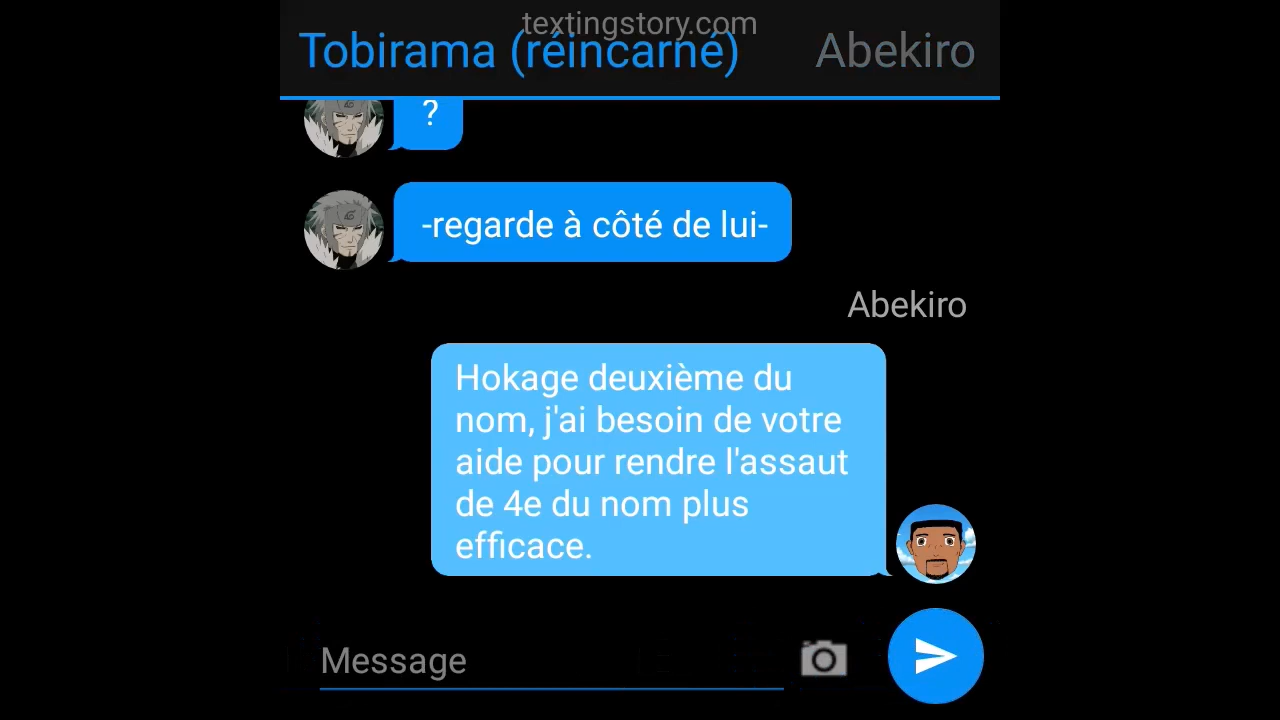 textingstory.com
Tobirama (réincarné)
Abekiro
?
-regarde à côté de lui-
Abekiro
Hokage deuxième du
nom, j'ai besoin de votre
aide pour rendre l'assaut
de 4e du nom plus
efficace.
Message